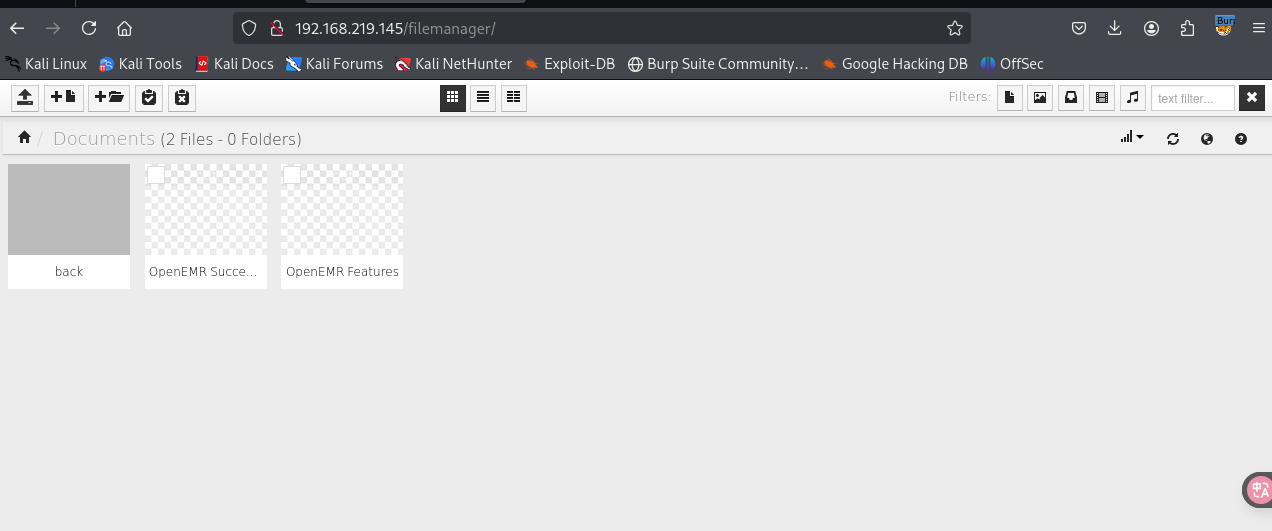 192.168.219.145/filemanager/
Kali Linux Kali Tools Kali Docs Kali Forums Kali NetHunter Exploit-DB Burp Suite Community... Google Hacking DB OffSec
Filters: text filter...
/ Documents (2 Files - 0 Folders)
back OpenEMR Succe... OpenEMR Features